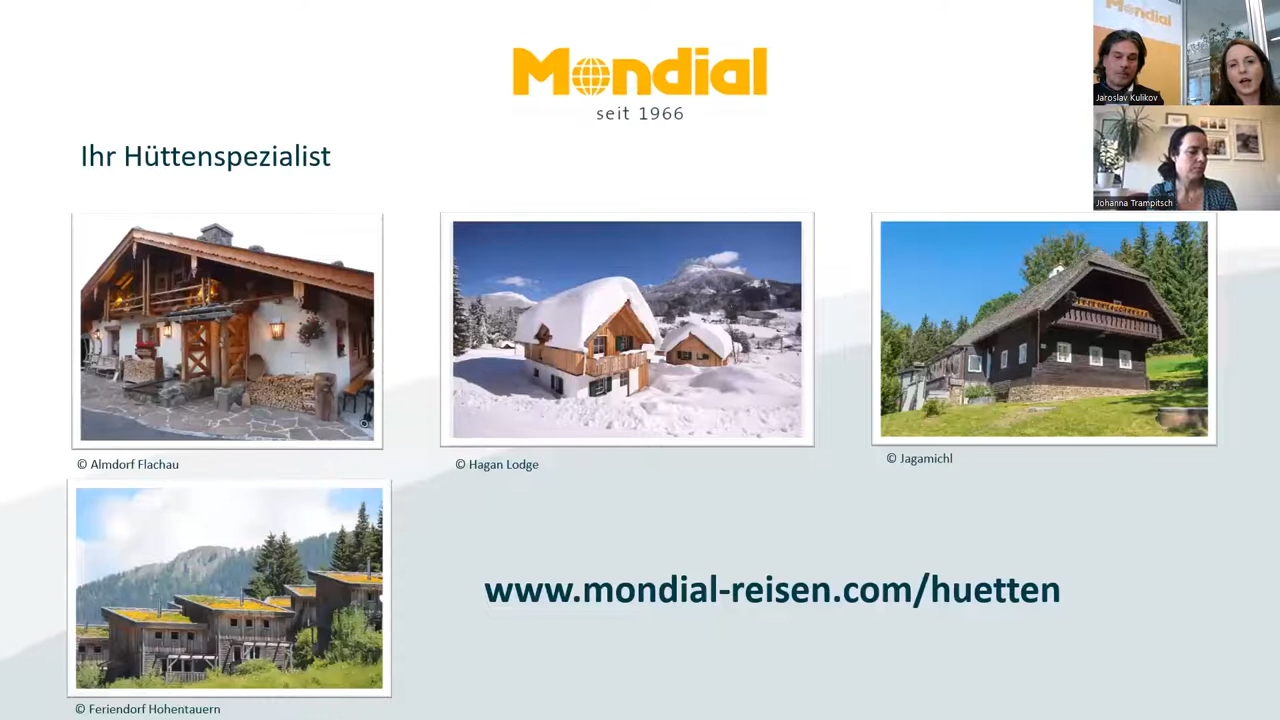 Mondial
seit 1966
Ihr Hüttenspezialist
Mondial
Jaroslav Kulikov
Johanna Trampitsch
© Almdorf Flachau
© Hagan Lodge
© Jagamichl
www.mondial-reisen.com/huetten
© Feriendorf Hohentauern